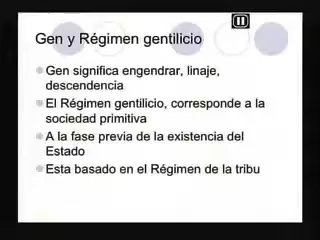 Gen y Régimen gentilicio
Gen significa engendrar, linaje,
descendencia
El Régimen gentilicio, corresponde a la
sociedad primitiva
A la fase previa de la existencia del
Estado
Esta basado en el Régimen de la tribu